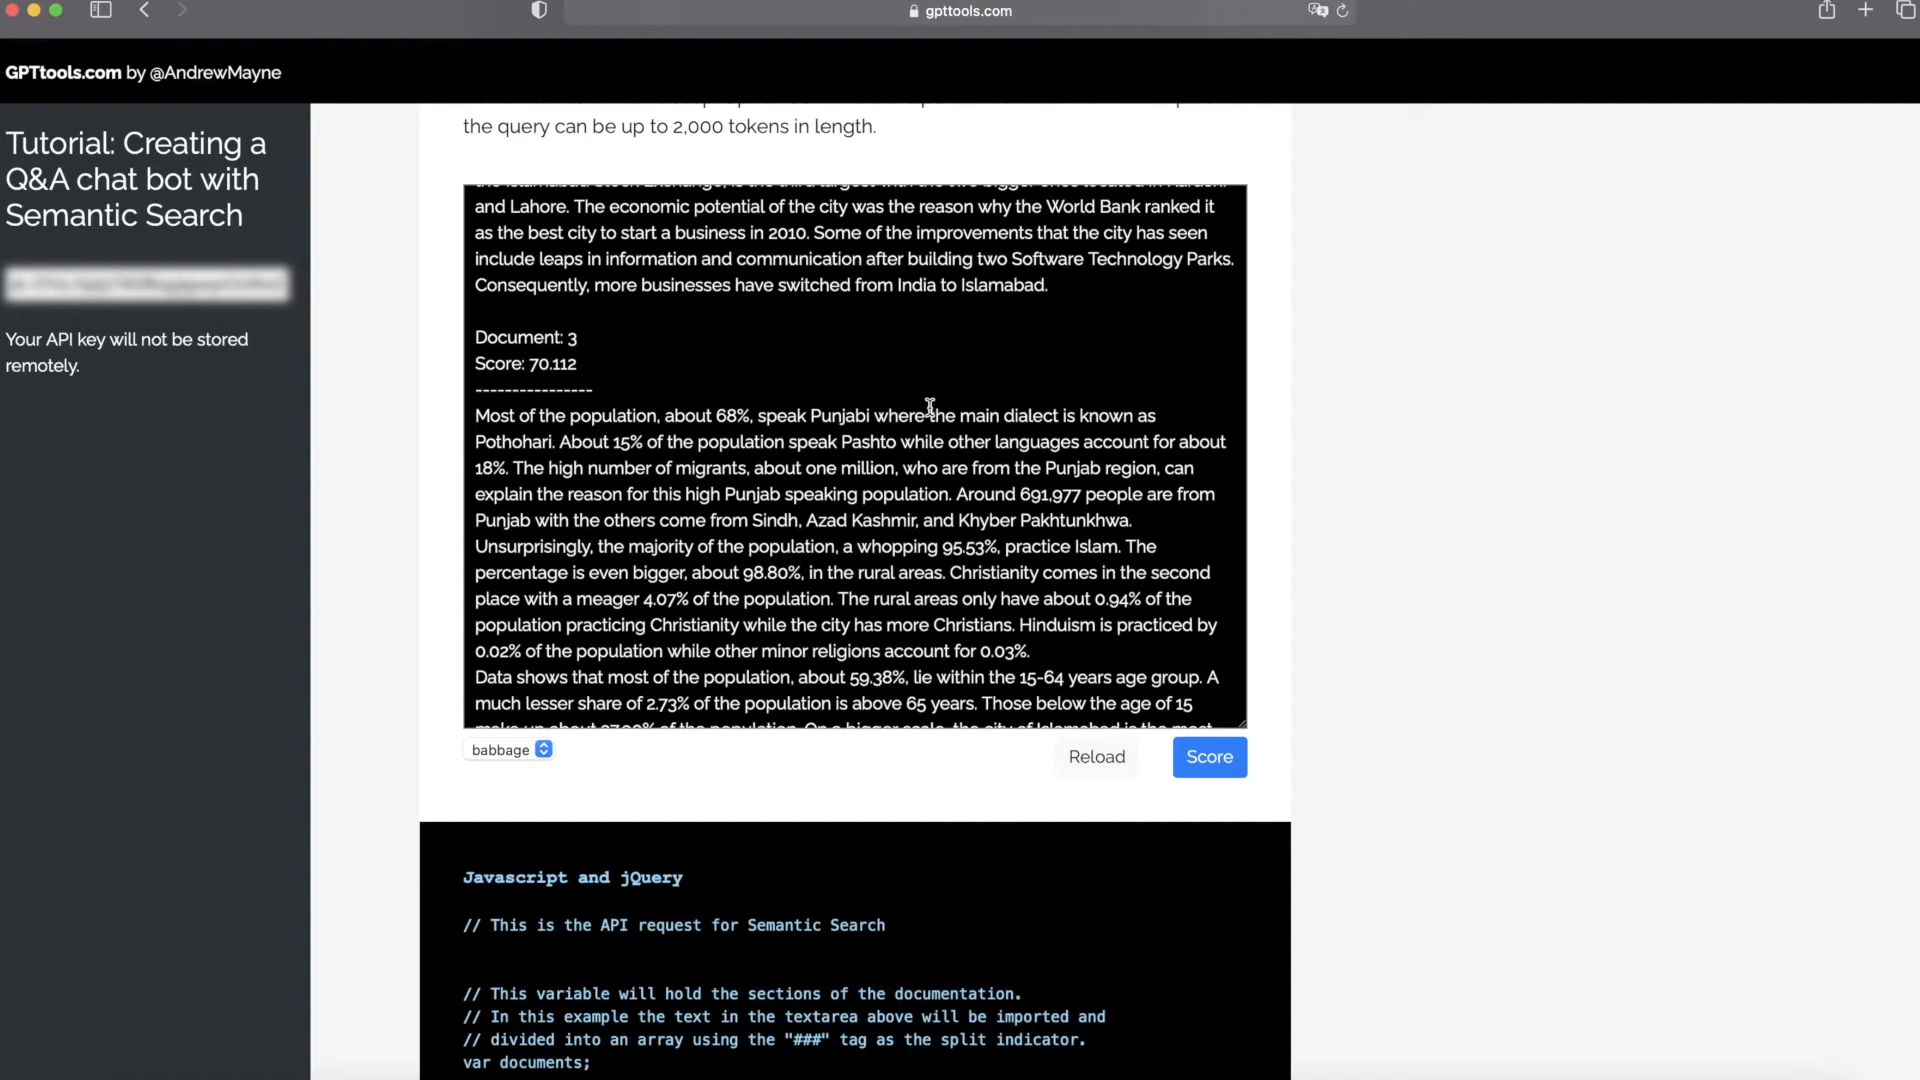 gpttools.com
GPTtools.com by @AndrewMayne
Tutorial: Creating a
Q&A chat bot with
Semantic Search
Your API key will not be stored
remotely.
the query can be up to 2,000 tokens in length.
and Lahore. The economic potential of the city was the reason why the World Bank ranked it
as the best city to start a business in 2010. Some of the improvements that the city has seen
include leaps in information and communication after building two Software Technology Parks.
Consequently, more businesses have switched from India to Islamabad.
Document: 3
Score: 70.112
----------------
Most of the population, about 68%, speak Punjabi where the main dialect is known as
Pothohari. About 15% of the population speak Pashto while other languages account for about
18%. The high number of migrants, about one million, who are from the Punjab region, can
explain the reason for this high Punjab speaking population. Around 691,977 people are from
Punjab with the others come from Sindh, Azad Kashmir, and Khyber Pakhtunkhwa.
Unsurprisingly, the majority of the population, a whopping 95.53%, practice Islam. The
percentage is even bigger, about 98.80%, in the rural areas. Christianity comes in the second
place with a meager 4.07% of the population. The rural areas only have about 0.94% of the
population practicing Christianity while the city has more Christians. Hinduism is practiced by
0.02% of the population while other minor religions account for 0.03%.
Data shows that most of the population, about 59.38%, lie within the 15-64 years age group. A
much lesser share of 2.73% of the population is above 65 years. Those below the age of 15
babbage
Reload
Score
Javascript and jQuery
// This is the API request for Semantic Search
// This variable will hold the sections of the documentation.
// In this example the text in the textarea above will be imported and
// divided into an array using the "###" tag as the split indicator.
var documents;